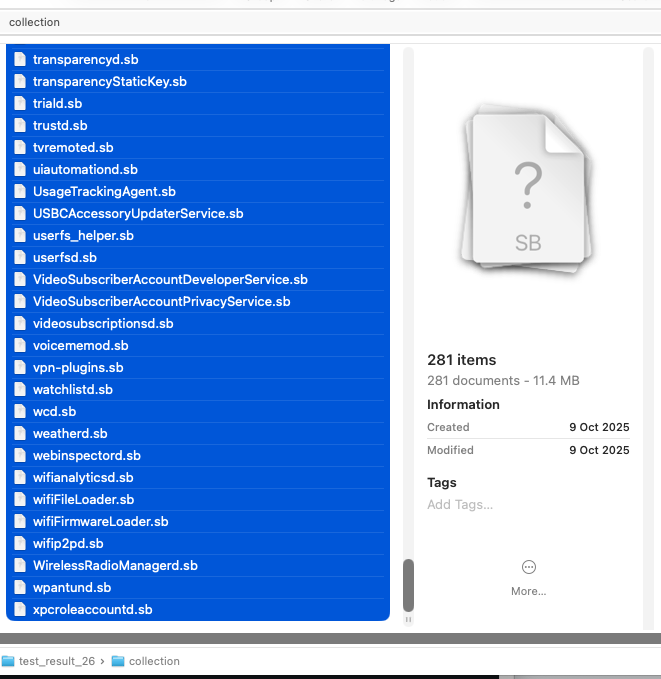 collection
transparencyd.sb
transparencyStaticKey.sb
triald.sb
trustd.sb
tvremoted.sb
uiautomationd.sb
UsageTrackingAgent.sb
USBCAccessoryUpdaterService.sb
userfs_helper.sb
userfsd.sb
VideoSubscriberAccountDeveloperService.sb
VideoSubscriberAccountPrivacyService.sb
videosubscriptionsd.sb
voicememod.sb
vpn-plugins.sb
watchlistd.sb
wcd.sb
weatherd.sb
webinspectord.sb
wifianalyticsd.sb
wifiFileLoader.sb
wifiFirmwareLoader.sb
wifip2pd.sb
WirelessRadioManagerd.sb
wpantund.sb
xpcroleaccountd.sb
?
SB
281 items
281 documents - 11.4 MB
Information
Created 9 Oct 2025
Modified 9 Oct 2025
Tags
Add Tags...
More...
test_result_26 › collection